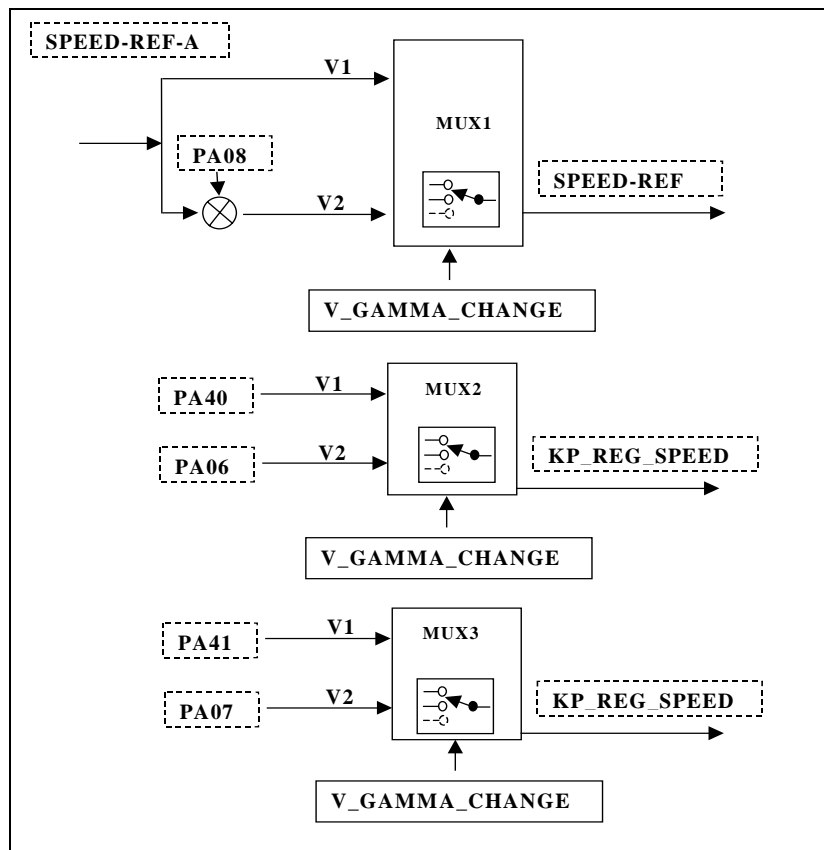 SPEED-REF-A
V1
MUX1
PA08
SPEED-REF
V2
V_GAMMA_CHANGE
V1
MUX2
PA40
V2
KP_REG_SPEED
PA06
V_GAMMA_CHANGE
V1
MUX3
PA41
V2
KP_REG_SPEED
PA07
V_GAMMA_CHANGE